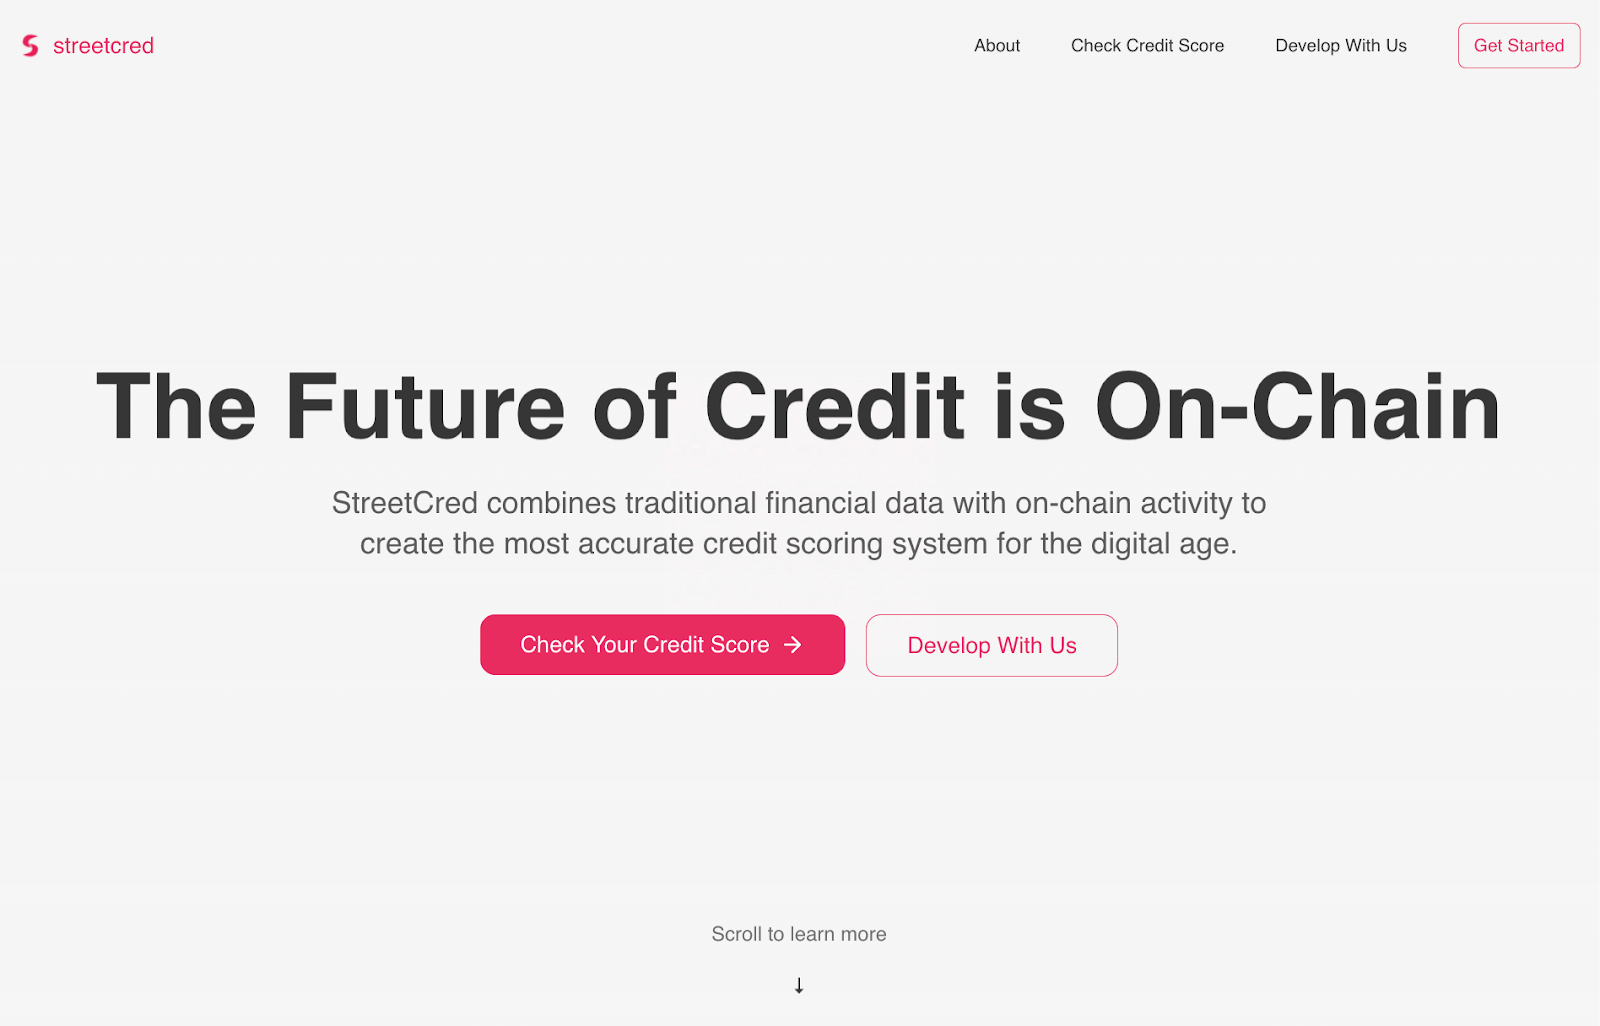 streetcred
About
Check Credit Score
Develop With Us
Get Started
The Future of Credit is On-Chain
StreetCred combines traditional financial data with on-chain activity to
create the most accurate credit scoring system for the digital age.
Check Your Credit Score →
Develop With Us
Scroll to learn more
↓